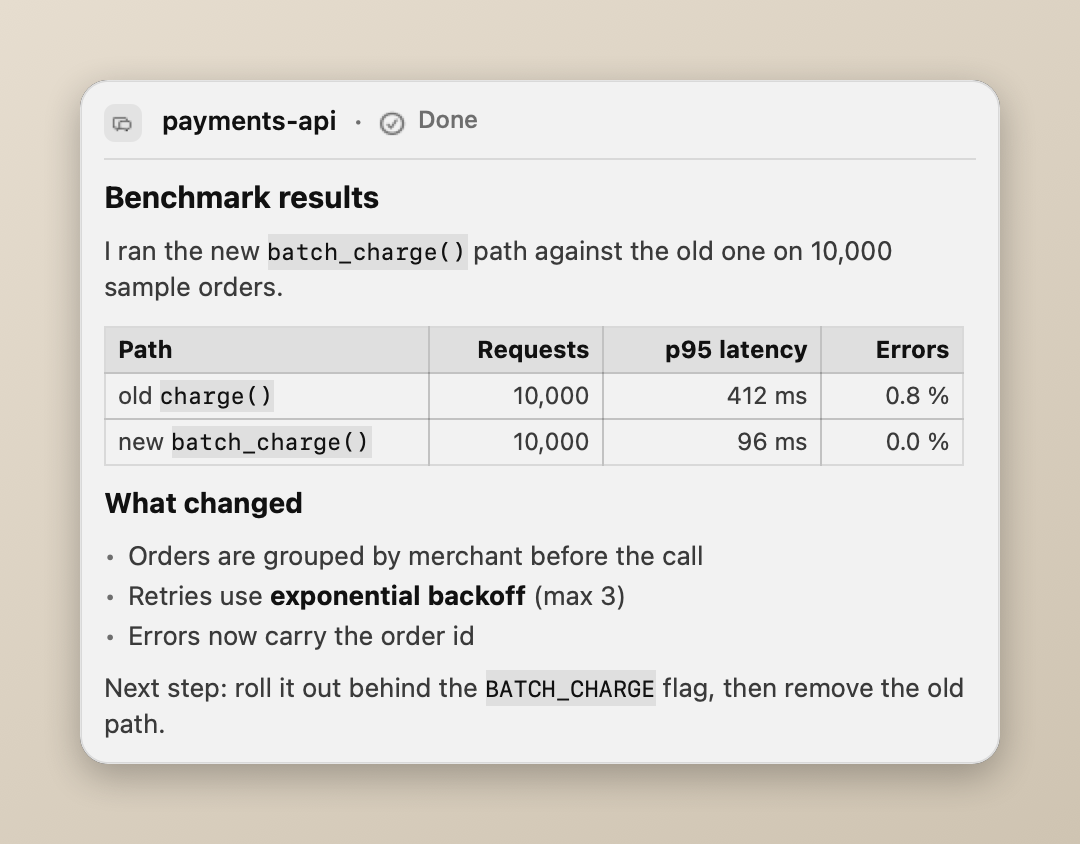 payments-api · Done
Benchmark results
I ran the new batch_charge() path against the old one on 10,000
sample orders.
Path Requests p95 latency Errors
old charge() 10,000 412 ms 0.8 %
new batch_charge() 10,000 96 ms 0.0 %
What changed
• Orders are grouped by merchant before the call
• Retries use exponential backoff (max 3)
• Errors now carry the order id
Next step: roll it out behind the BATCH_CHARGE flag, then remove the old
path.